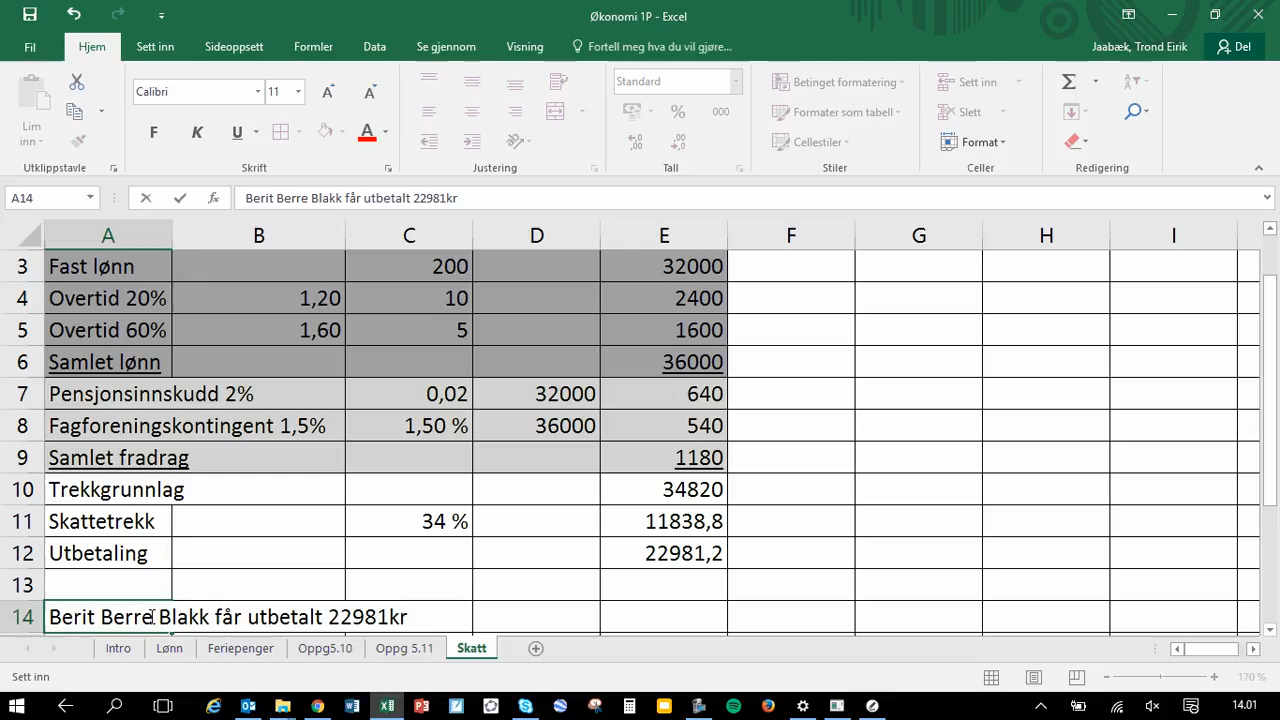 Økonomi 1P - Excel
Fil Hjem Sett inn Sideoppsett Formler Data Se gjennom Visning Fortell meg hva du vil gjøre... Jaabæk, Trond Eirik Del
Lim inn
Calibri 11
F K U A
Standard
% 000
Betinget formatering
Formater som tabell
Cellestiler
Sett inn
Slett
Format
Utklippstavle Skrift Justering Tall Stiler Celler Redigering
A14 fx Berit Berre Blakk får utbetalt 22981kr
A B C D E F G H I
3 Fast lønn 200 32000
4 Overtid 20% 1,20 10 2400
5 Overtid 60% 1,60 5 1600
6 Samlet lønn 36000
7 Pensjonsinnskudd 2% 0,02 32000 640
8 Fagforeningskontingent 1,5% 1,50 % 36000 540
9 Samlet fradrag 1180
10 Trekkgrunnlag 34820
11 Skattetrekk 34 % 11838,8
12 Utbetaling 22981,2
13
14 Berit Berre Blakk får utbetalt 22981kr
Intro Lønn Feriepenger Oppg5.10 Oppg 5.11 Skatt
Sett inn 170 %
14.01